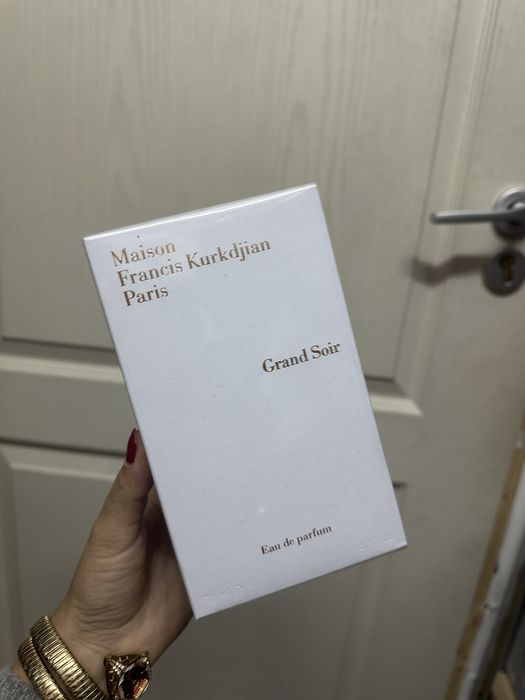 Maison
Francis Kurkdjian
Paris
Grand Soir
Eau de parfum